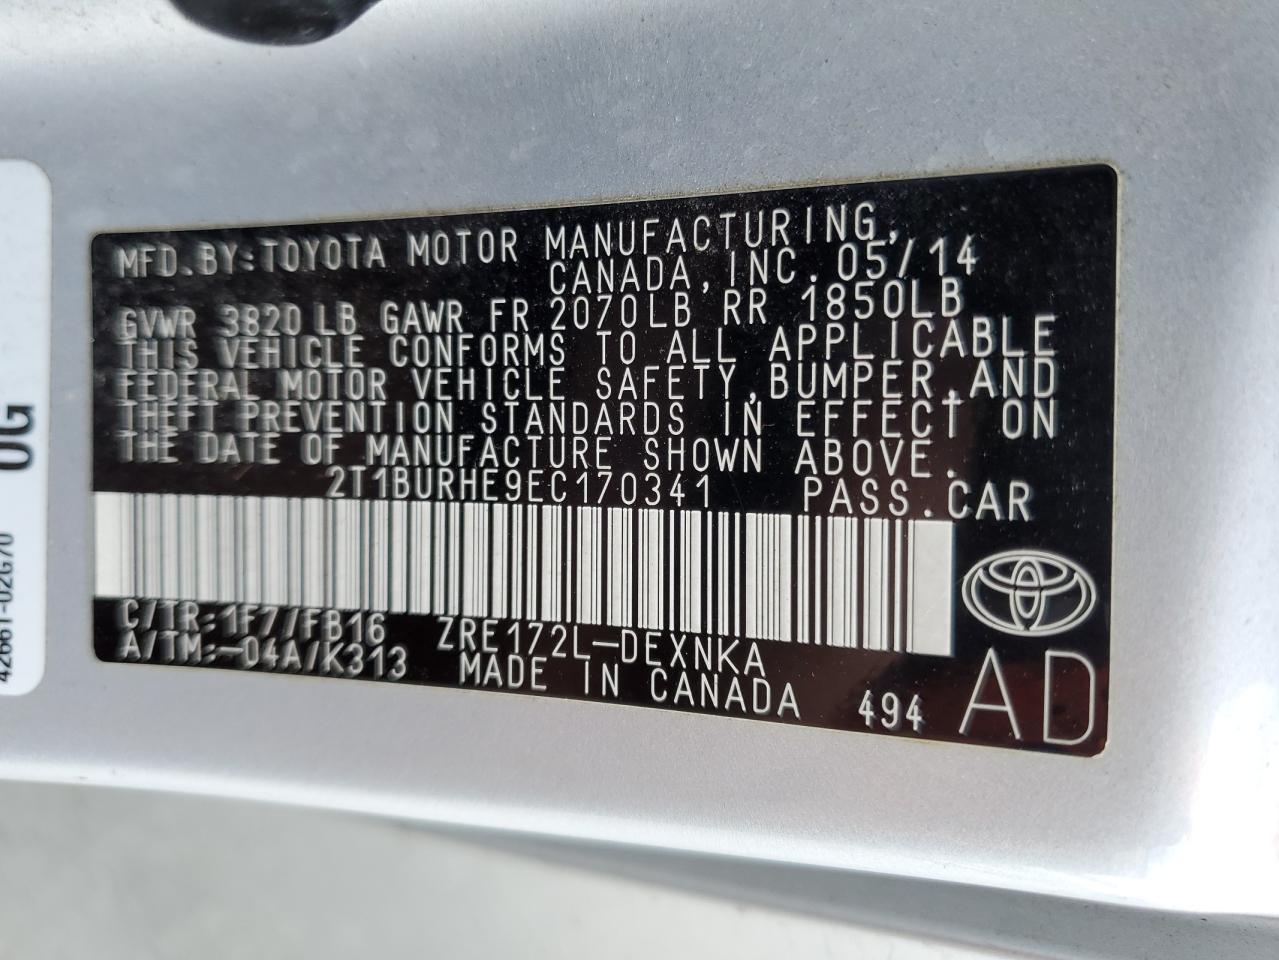 MFD.BY:TOYOTA MOTOR MANUFACTURING,
CANADA,INC.05/14
GVWR 3820LB GAWR FR 2070LB RR 1850LB
THIS VEHICLE CONFORMS TO ALL APPLICABLE
FEDERAL MOTOR VEHICLE SAFETY,BUMPER,AND
THEFT PREVENTION STANDARDS IN EFFECT ON
THE DATE OF MANUFACTURE SHOWN ABOVE.
2T1BURHE9EC170341 PASS.CAR
C/TR:1F7/FB16 ZRE172L-DEXNKA
A/TM:-04A/K313 MADE IN CANADA 494 AD
0G
42661-02G70